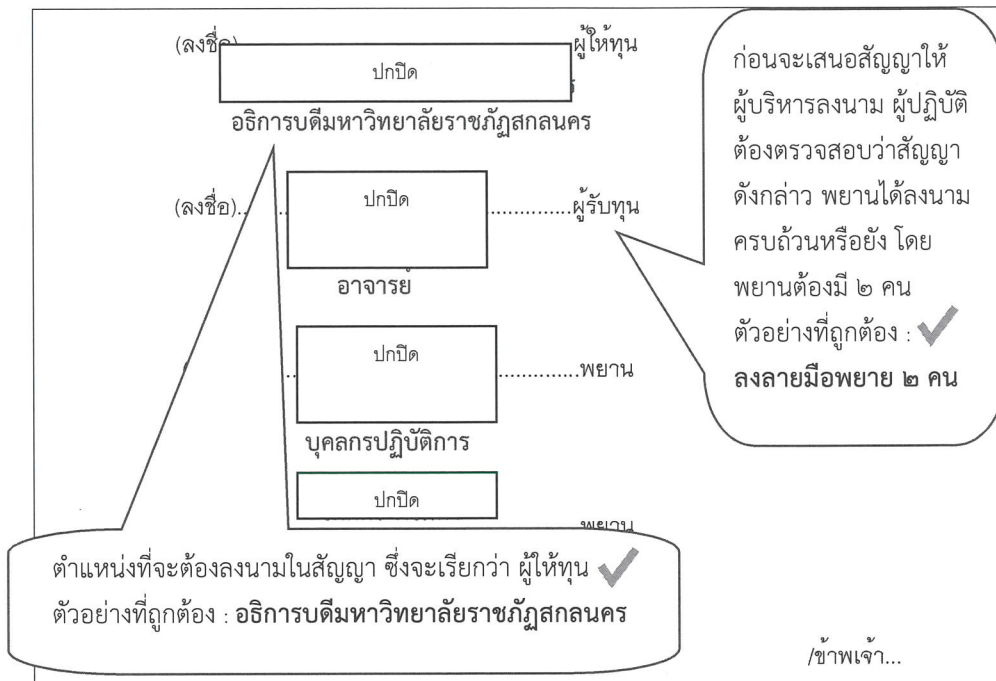 (ลงชื่อ) ผู้ให้ทุน
ปกปิด
อธิการบดีมหาวิทยาลัยราชภัฏสกลนคร
(ลงชื่อ)... ปกปิด ..............ผู้รับทุน
อาจารย์
ปกปิด
..............พยาน
บุคลกรปฏิบัติการ
ปกปิด
พยาน
ก่อนจะเสนอสัญญาให้
ผู้บริหารลงนาม ผู้ปฏิบัติ
ต้องตรวจสอบว่าสัญญา
ดังกล่าว พยานได้ลงนาม
ครบถ้วนหรือยัง โดย
พยานต้องมี ๒ คน
ตัวอย่างที่ถูกต้อง :
ลงลายมือพยาย ๒ คน
ตำแหน่งที่จะต้องลงนามในสัญญา ซึ่งจะเรียกว่า ผู้ให้ทุน
ตัวอย่างที่ถูกต้อง : อธิการบดีมหาวิทยาลัยราชภัฏสกลนคร
/ข้าพเจ้า...